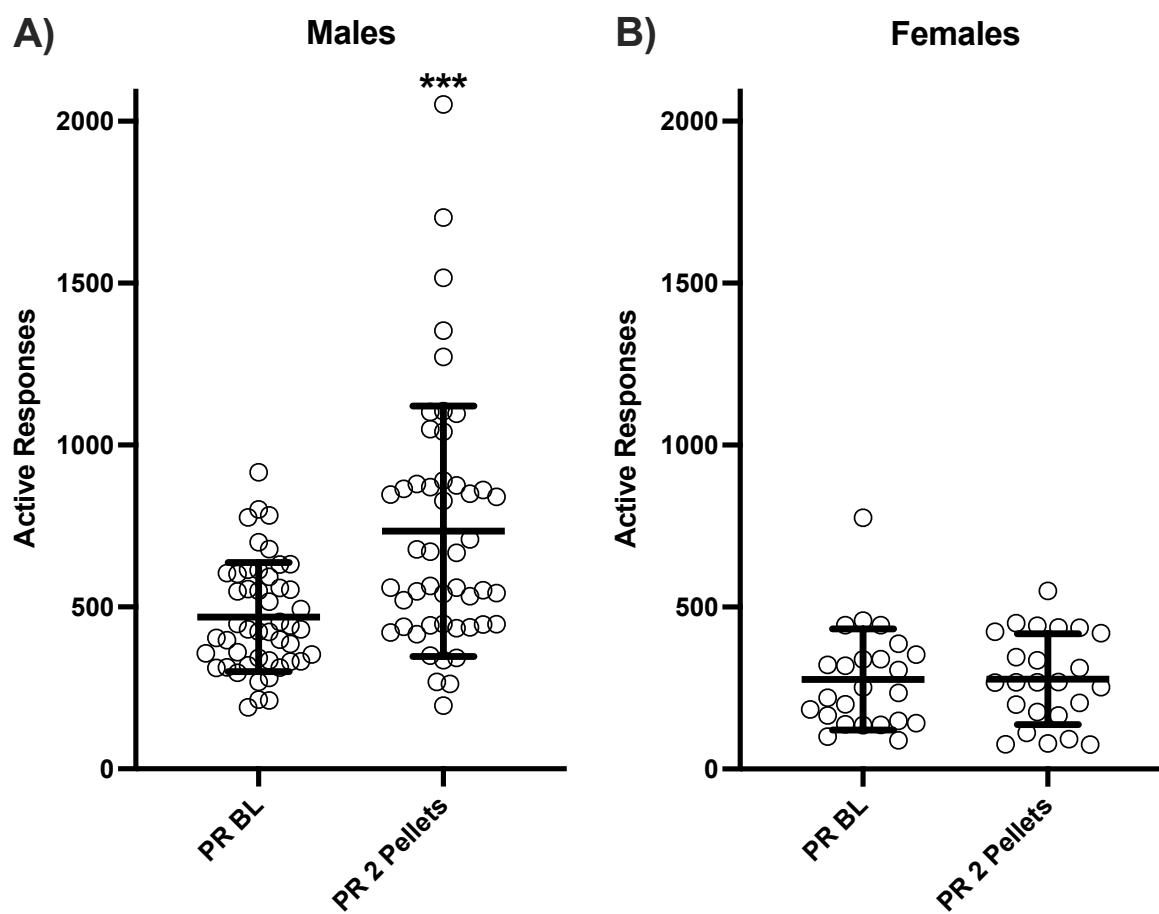 A)
Males
***
2000
1500
1000
500
0
Active Responses
PR BL
PR 2 Pellets
B)
Females
2000
1500
1000
500
0
Active Responses
PR BL
PR 2 Pellets